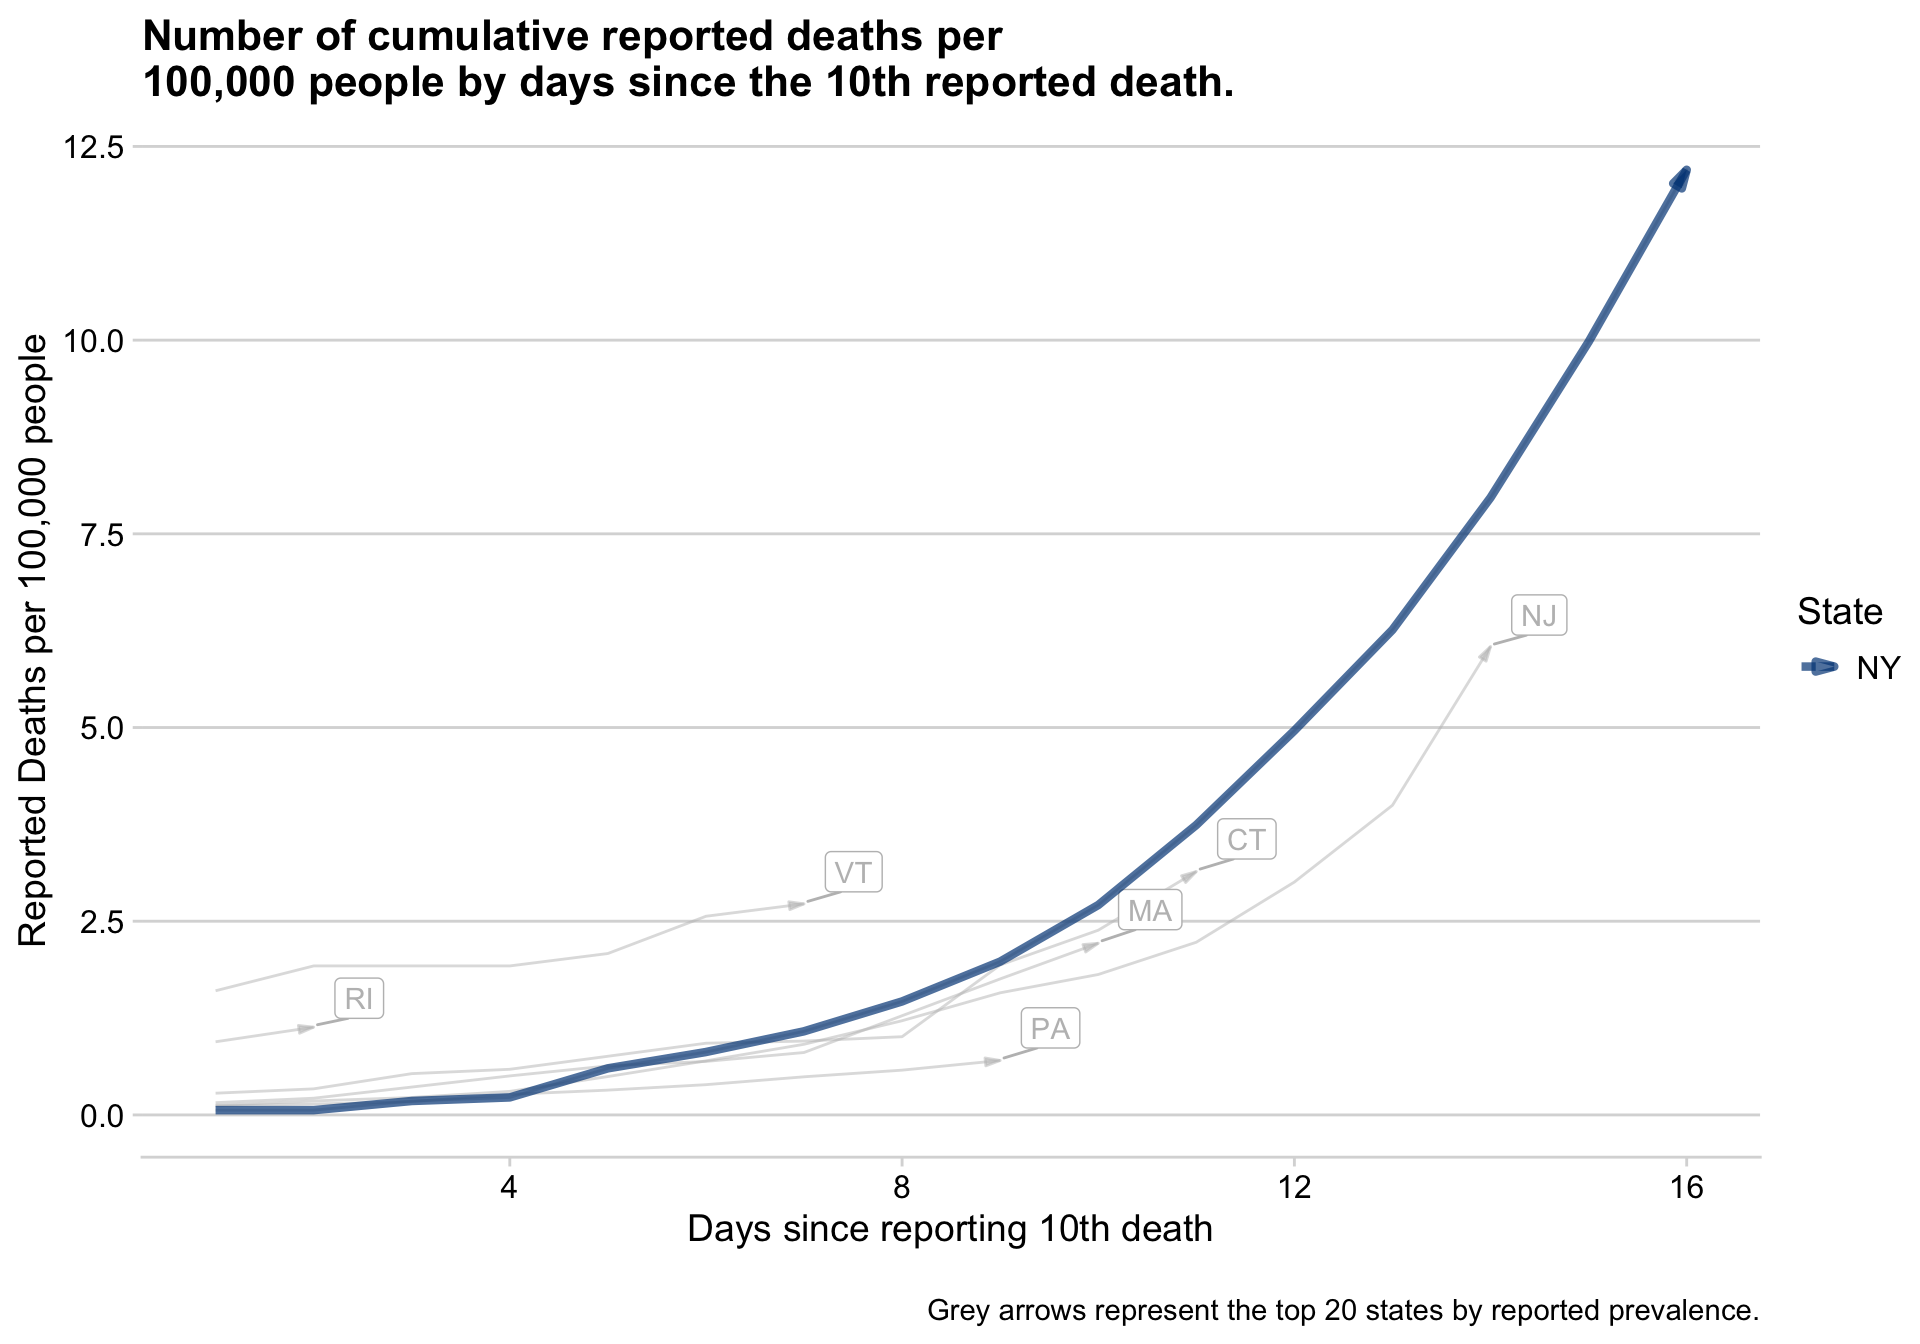 Number of cumulative reported deaths per
100,000 people by days since the 10th reported death.
Reported Deaths per 100,000 people
12.5
10.0
7.5
5.0
2.5
0.0
NJ
CT
MA
VT
RI
PA
State
NY
4
8
12
16
Days since reporting 10th death
Grey arrows represent the top 20 states by reported prevalence.